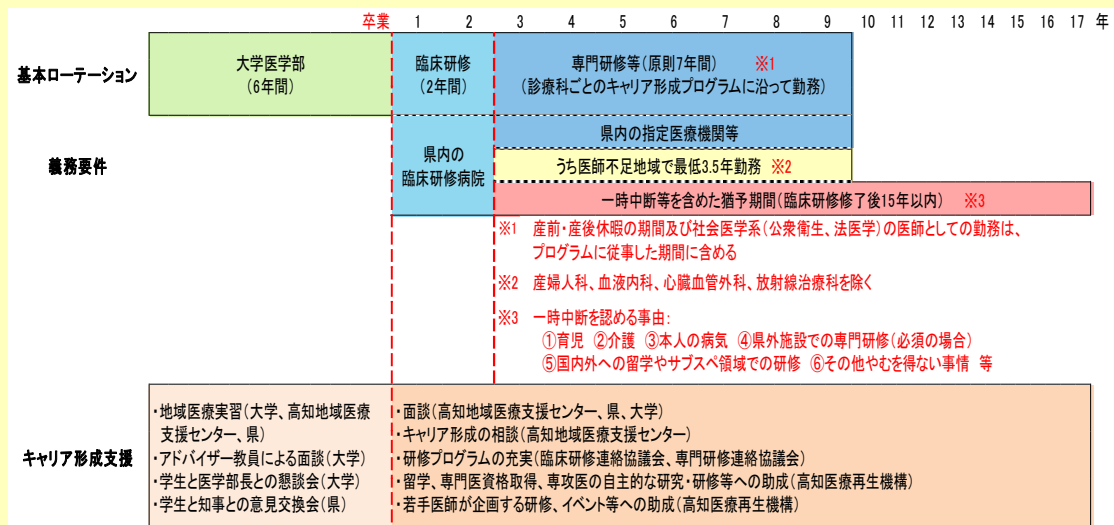 卒業 1 2 3 4 5 6 7 8 9 10 11 12 13 14 15 16 17 年
基本ローテーション
大学医学部
(6年間)
臨床研修
(2年間)
専門研修等(原則7年間) ※1
(診療科ごとのキャリア形成プログラムに沿って勤務)
義務要件
県内の
臨床研修病院
県内の指定医療機関等
うち医師不足地域で最低3.5年勤務 ※2
一時中断等を含めた猶予期間(臨床研修修了後15年以内) ※3
※1 産前・産後休暇の期間及び社会医学系(公衆衛生、法医学)の医師としての勤務は、
プログラムに従事した期間に含める
※2 産婦人科、血液内科、心臓血管外科、放射線治療科を除く
※3 一時中断を認める事由:
①育児 ②介護 ③本人の病気 ④県外施設での専門研修(必須の場合)
⑤国内外への留学やサブスペ領域での研修 ⑥その他やむを得ない事情 等
キャリア形成支援
・地域医療実習(大学、高知地域医療
支援センター、県)
・アドバイザー教員による面談(大学)
・学生と医学部長との懇談会(大学)
・学生と知事との意見交換会(県)
・面談(高知地域医療支援センター、県、大学)
・キャリア形成の相談(高知地域医療支援センター)
・研修プログラムの充実(臨床研修連絡協議会、専門研修連絡協議会)
・留学、専門医資格取得、専攻医の自主的な研究・研修等への助成(高知医療再生機構)
・若手医師が企画する研修、イベント等への助成(高知医療再生機構)